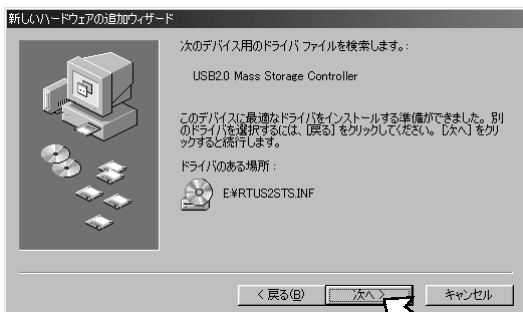 新しいハードウェアの追加ウィザード
次のデバイス用のドライバ ファイルを検索します。:
USB2.0 Mass Storage Controller
このデバイスに最適なドライバをインストールする準備ができました。別
のドライバを選択するには、[戻る] をクリックしてください。[次へ] をクリ
ックすると続行します。
ドライバのある場所 :
E:¥RTUS2STS.INF
< 戻る(B)
次へ >
キャンセル